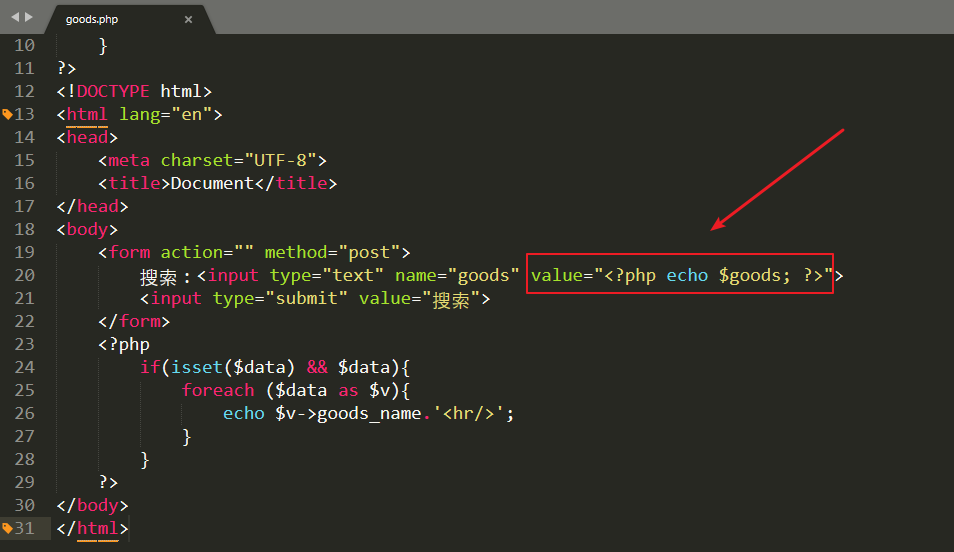 goods.php ×
10 }
11 ?>
12 <!DOCTYPE html>
13 <html lang="en">
14 <head>
15 <meta charset="UTF-8">
16 <title>Document</title>
17 </head>
18 <body>
19 <form action="" method="post">
20 搜索：<input type="text" name="goods" value="<?php echo $goods; ?>">
21 <input type="submit" value="搜索">
22 </form>
23 <?php
24 if(isset($data) && $data){
25 foreach ($data as $v){
26 echo $v->goods_name.'<hr/>';
27 }
28 }
29 ?>
30 </body>
31 </html>